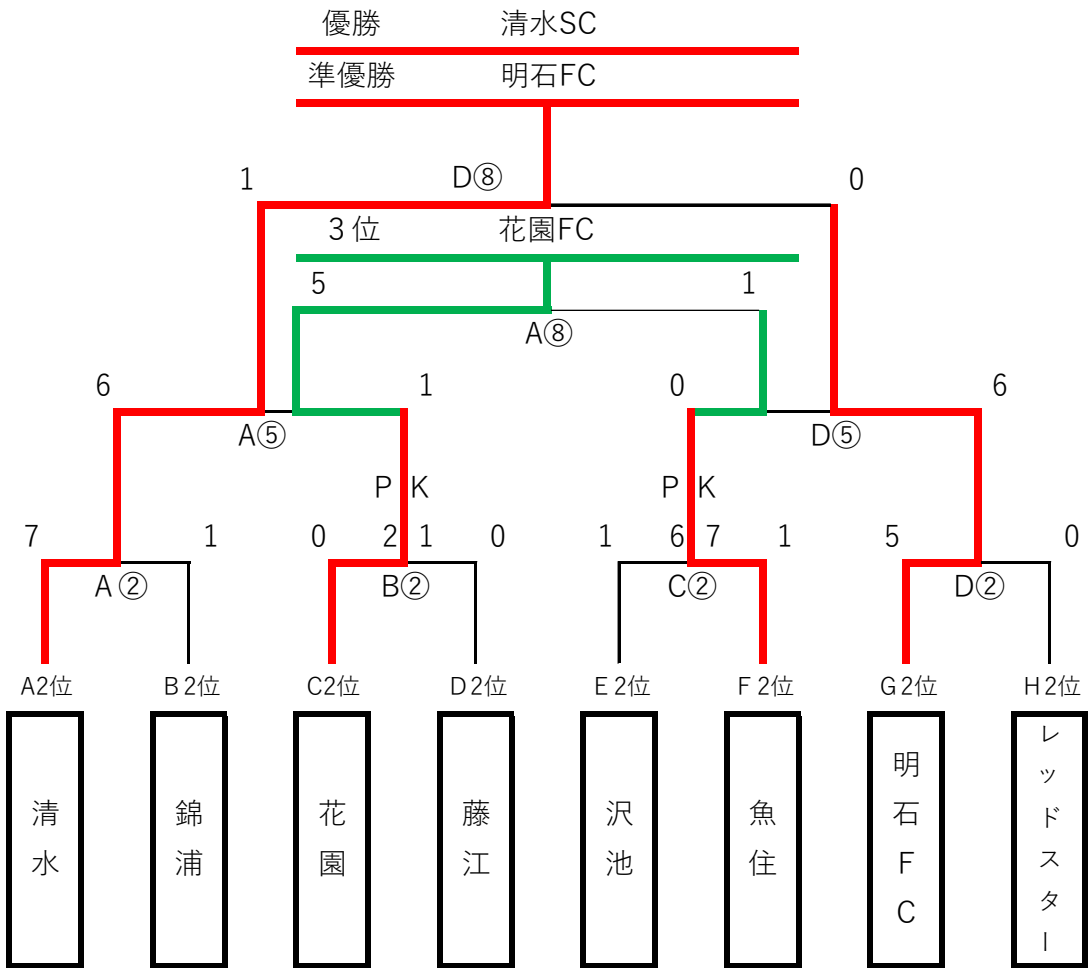 優勝 清水SC
準優勝 明石FC
1 D⑧ 0
３位 花園FC
5 1
A⑧
6 1 0 6
A⑤ D⑤
P K P K
7 1 0 2 1 0 1 6 7 1 5 0
A② B② C② D②
A2位 B2位 C2位 D2位 E2位 F2位 G2位 H2位
清水 錦浦 花園 藤江 沢池 魚住 明石FC レッドスター